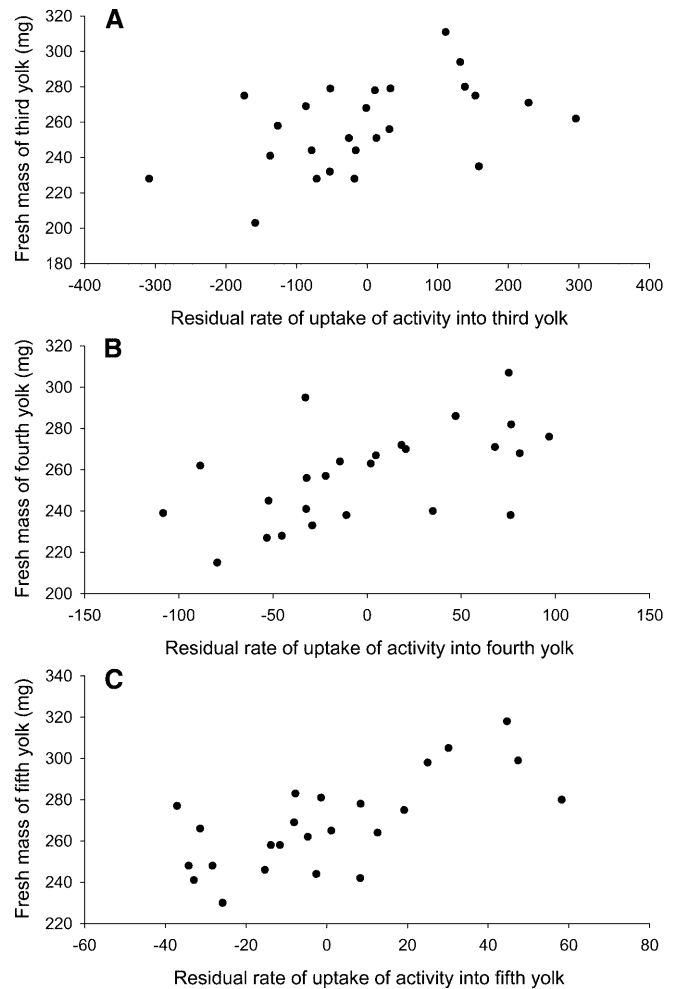 A
Fresh mass of third yolk (mg)
320
300
280
260
240
220
200
180
-400 -300 -200 -100 0 100 200 300 400
Residual rate of uptake of activity into third yolk
B
Fresh mass of fourth yolk (mg)
320
300
280
260
240
220
200
-150 -100 -50 0 50 100 150
Residual rate of uptake of activity into fourth yolk
C
Fresh mass of fifth yolk (mg)
340
320
300
280
260
240
220
-60 -40 -20 0 20 40 60 80
Residual rate of uptake of activity into fifth yolk